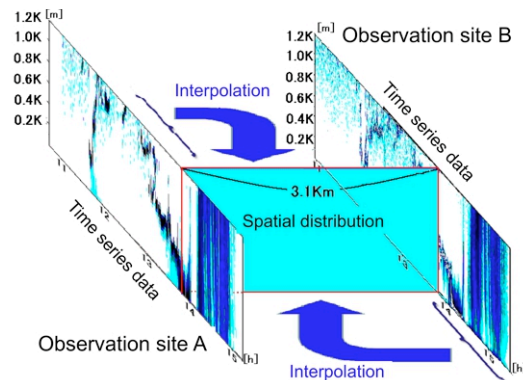 [m]
1.2K
1.0K
0.8K
0.6K
0.4K
0.2K
Interpolation
Observation site B
[m]
1.2K
1.0K
0.8K
0.6K
0.4K
0.2K
Time series data
3.1Km
Spatial distribution
Time series data
Observation site A
[h]
Interpolation
[h